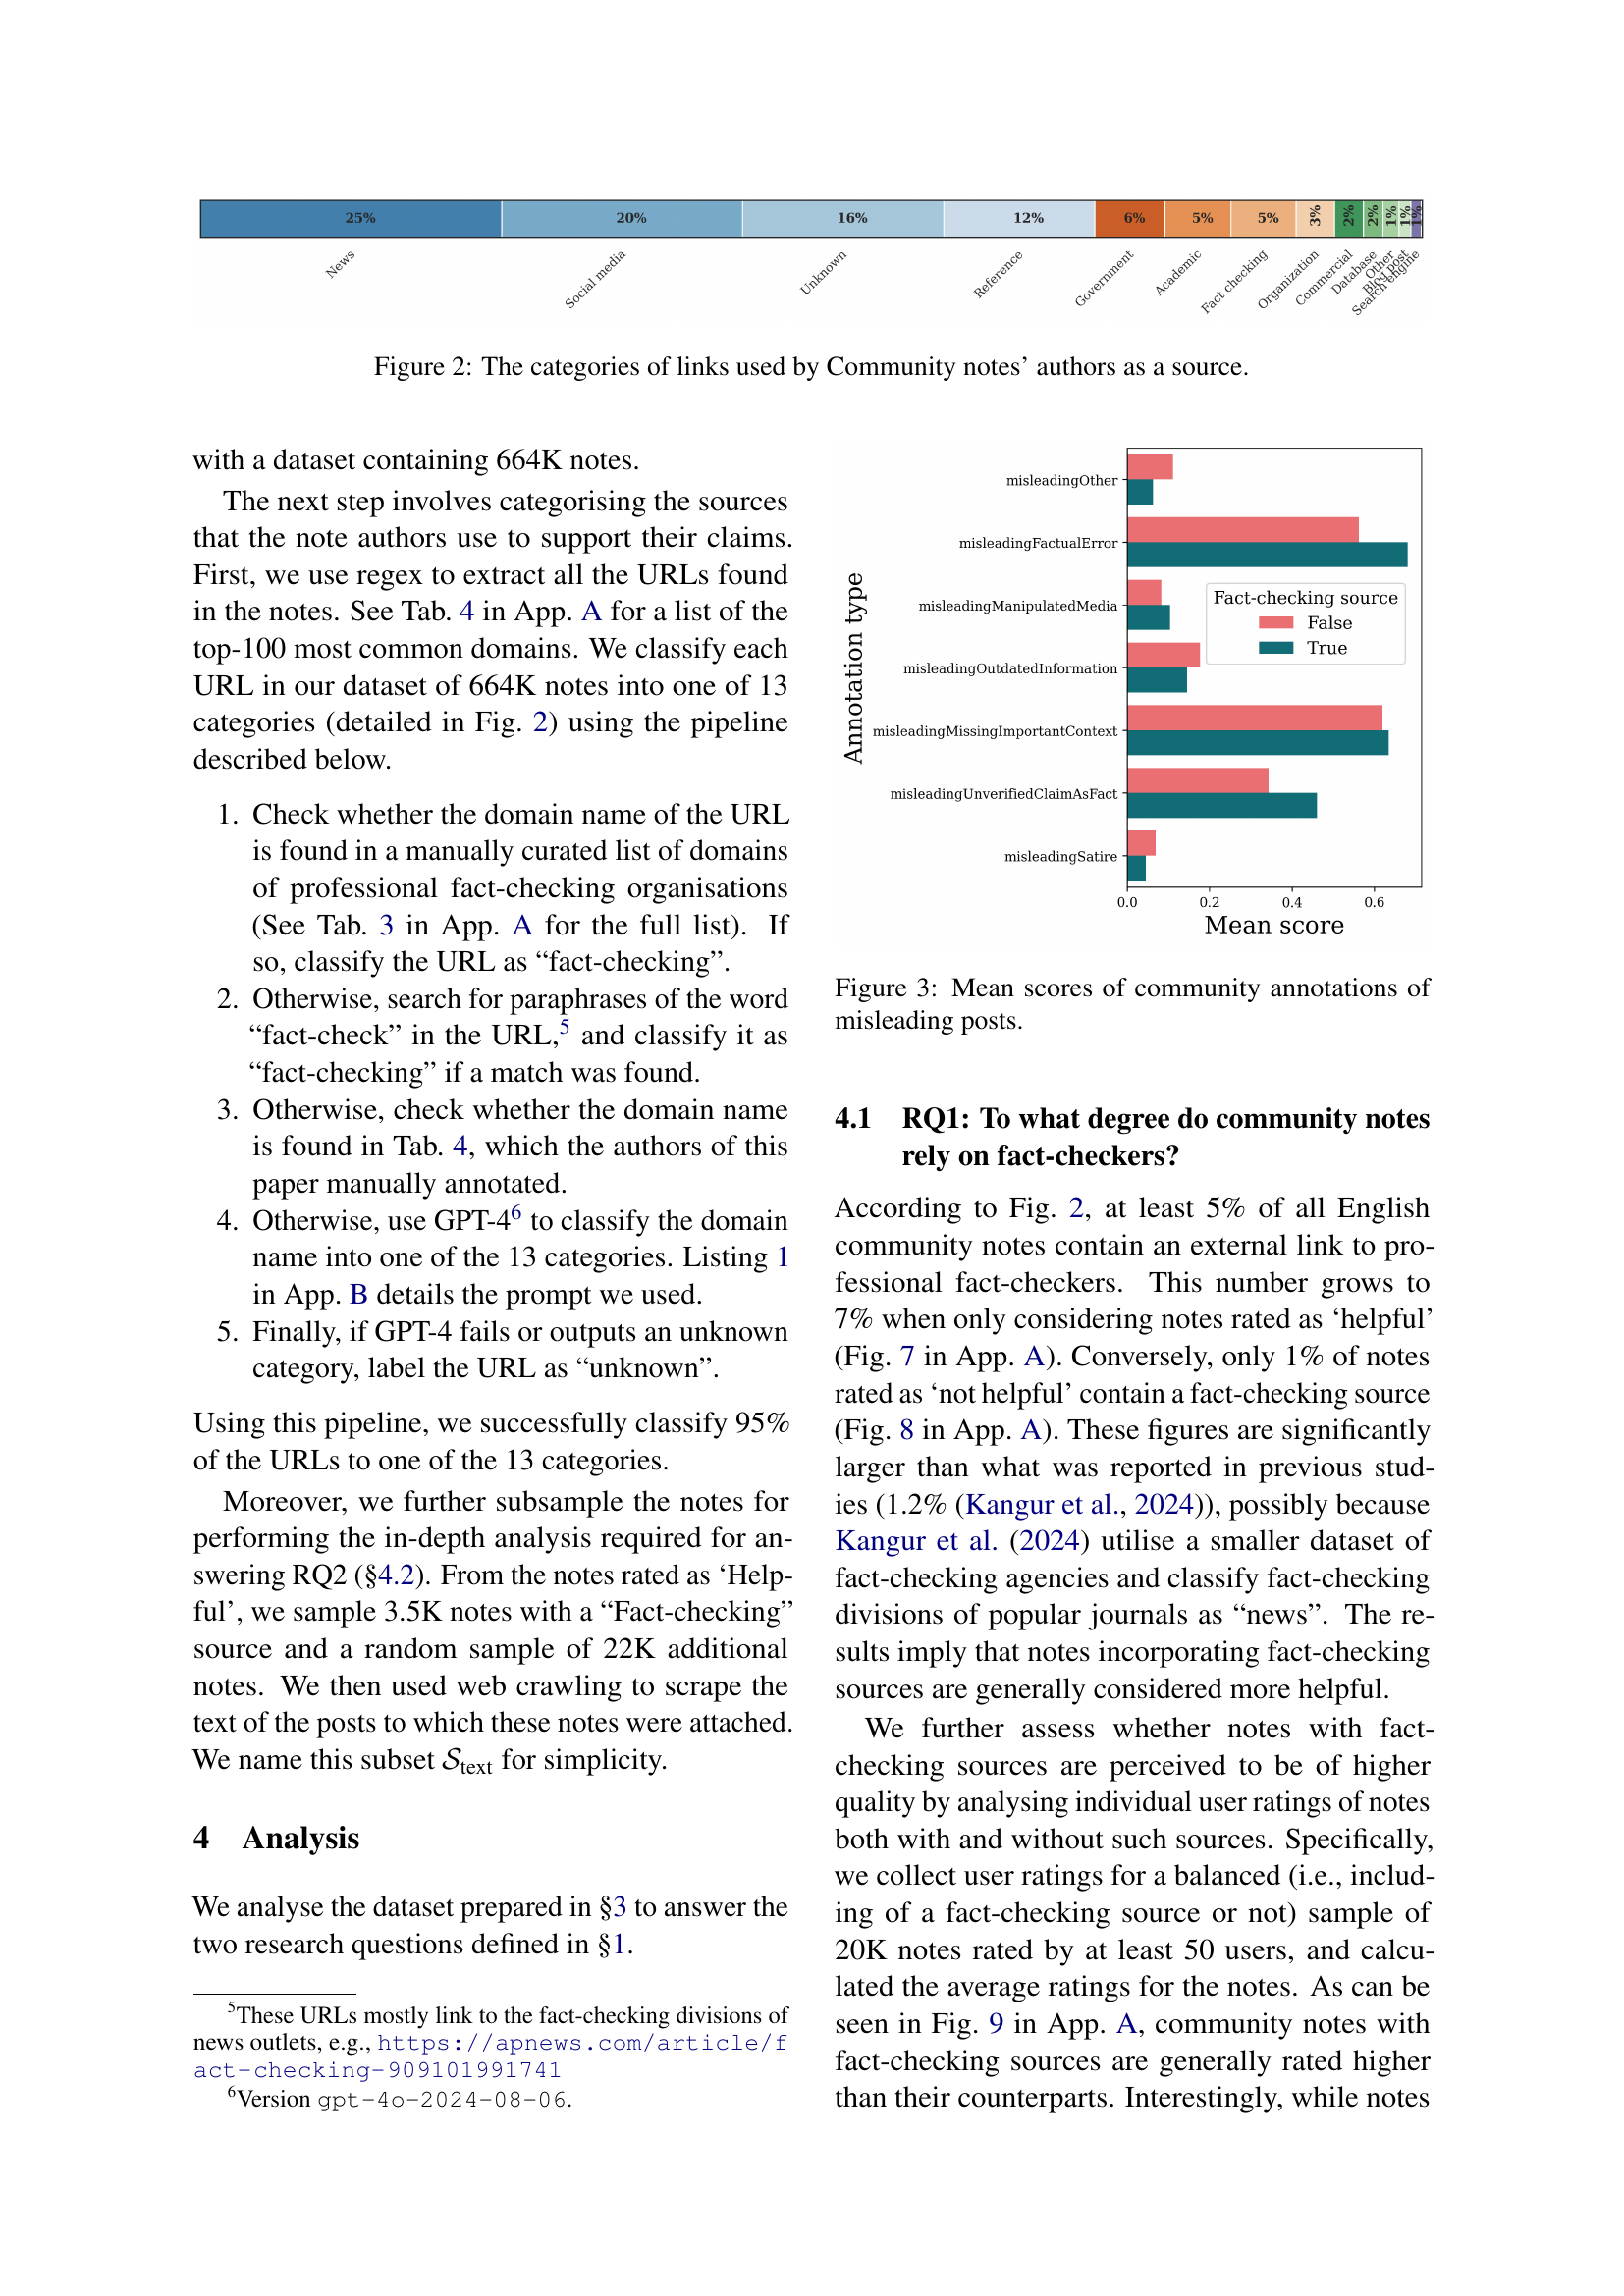 25% 20% 16% 12% 6% 5% 5% 3% 2% 2% 1% 1% 1%
News Social media Unknown Reference Government Academic Fact checking Organization Commercial Database Other Blog post Search engine
Figure 2: The categories of links used by Community notes' authors as a source.
with a dataset containing 664K notes.
The next step involves categorising the sources
that the note authors use to support their claims.
First, we use regex to extract all the URLs found
in the notes. See Tab. 4 in App. A for a list of the
top-100 most common domains. We classify each
URL in our dataset of 664K notes into one of 13
categories (detailed in Fig. 2) using the pipeline
described below.
1. Check whether the domain name of the URL
is found in a manually curated list of domains
of professional fact-checking organisations
(See Tab. 3 in App. A for the full list). If
so, classify the URL as “fact-checking”.
2. Otherwise, search for paraphrases of the word
“fact-check” in the URL,5 and classify it as
“fact-checking” if a match was found.
3. Otherwise, check whether the domain name
is found in Tab. 4, which the authors of this
paper manually annotated.
4. Otherwise, use GPT-46 to classify the domain
name into one of the 13 categories. Listing 1
in App. B details the prompt we used.
5. Finally, if GPT-4 fails or outputs an unknown
category, label the URL as “unknown”.
Using this pipeline, we successfully classify 95%
of the URLs to one of the 13 categories.
Moreover, we further subsample the notes for
performing the in-depth analysis required for an-
swering RQ2 (§4.2). From the notes rated as ‘Help-
ful’, we sample 3.5K notes with a “Fact-checking”
source and a random sample of 22K additional
notes. We then used web crawling to scrape the
text of the posts to which these notes were attached.
We name this subset Stext for simplicity.
4 Analysis
We analyse the dataset prepared in §3 to answer the
two research questions defined in §1.
5These URLs mostly link to the fact-checking divisions of
news outlets, e.g., https://apnews.com/article/f
act-checking-909101991741
6Version gpt-4o-2024-08-06.
Annotation type
misleadingOther
misleadingFactualError
misleadingManipulatedMedia
misleadingOutdatedInformation
misleadingMissingImportantContext
misleadingUnverifiedClaimAsFact
misleadingSatire
Fact-checking source
False
True
0.0 0.2 0.4 0.6
Mean score
Figure 3: Mean scores of community annotations of
misleading posts.
4.1 RQ1: To what degree do community notes
rely on fact-checkers?
According to Fig. 2, at least 5% of all English
community notes contain an external link to pro-
fessional fact-checkers. This number grows to
7% when only considering notes rated as ‘helpful’
(Fig. 7 in App. A). Conversely, only 1% of notes
rated as ‘not helpful’ contain a fact-checking source
(Fig. 8 in App. A). These figures are significantly
larger than what was reported in previous stud-
ies (1.2% (Kangur et al., 2024)), possibly because
Kangur et al. (2024) utilise a smaller dataset of
fact-checking agencies and classify fact-checking
divisions of popular journals as “news”. The re-
sults imply that notes incorporating fact-checking
sources are generally considered more helpful.
We further assess whether notes with fact-
checking sources are perceived to be of higher
quality by analysing individual user ratings of notes
both with and without such sources. Specifically,
we collect user ratings for a balanced (i.e., includ-
ing of a fact-checking source or not) sample of
20K notes rated by at least 50 users, and calcu-
lated the average ratings for the notes. As can be
seen in Fig. 9 in App. A, community notes with
fact-checking sources are generally rated higher
than their counterparts. Interestingly, while notes